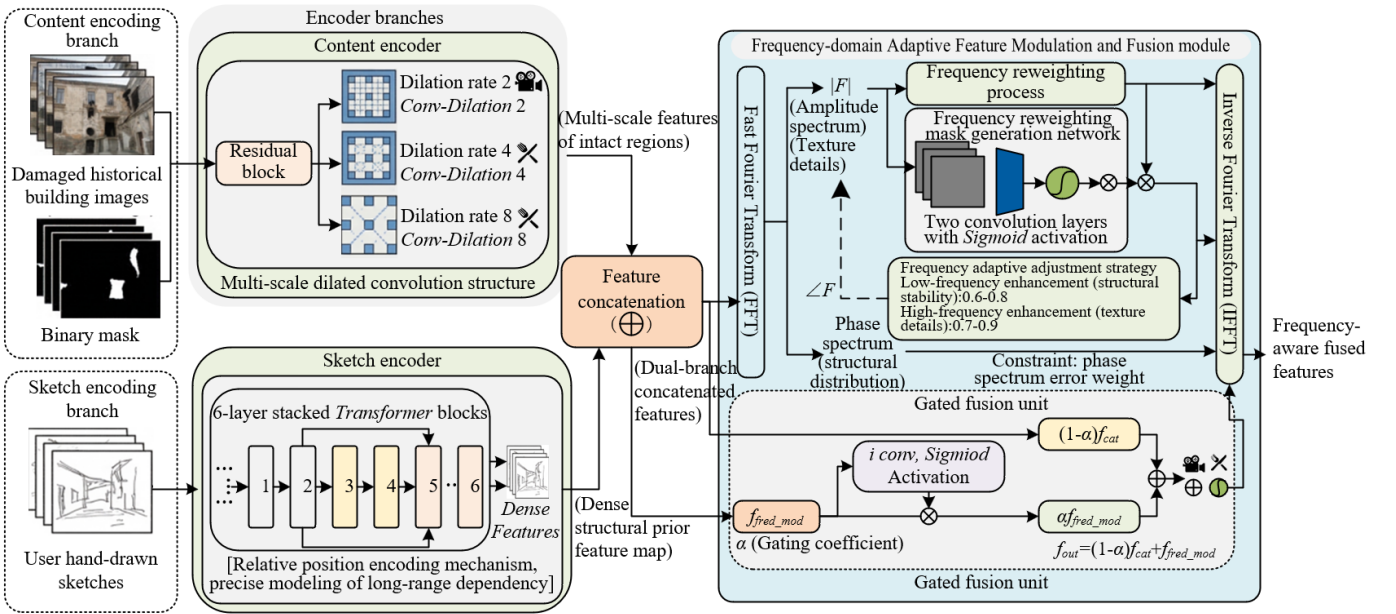 Content encoding
branch
Damaged historical
building images
Binary mask
Sketch encoding
branch
User hand-drawn
sketches
Encoder branches
Content encoder
Residual
block
Dilation rate 2
Conv-Dilation
2
Dilation rate 4
Conv-Dilation
4
Dilation rate 8
Conv-Dilation
8
Multi-scale dilated convolution structure
Sketch encoder
6-layer stacked Transformer blocks
1
2
3
4
5
6
Dense
Features
[Relative position encoding mechanism,
precise modeling of long-range dependency]
(Multi-scale features
of intact regions)
Feature
concatenation
(⊕)
(Dual-branch
concatenated
features)
(Dense
structural prior
feature map)
Frequency-domain Adaptive Feature Modulation and Fusion module
Fast Fourier Transform (FFT)
|F|
(Amplitude
spectrum)
(Texture
details)
∠F
Phase
spectrum
(structural
distribution)
Frequency reweighting
process
Frequency reweighting
mask generation network
Two convolution layers
with Sigmoid activation
Frequency adaptive adjustment strategy
Low-frequency enhancement (structural
stability):0.6-0.8
High-frequency enhancement (texture
details):0.7-0.9
Constraint: phase
spectrum error weight
Inverse Fourier Transform (IFFT)
Gated fusion unit
(1-α)fcat
i conv, Sigmiod
Activation
ffred_mod
α (Gating coefficient)
αffred_mod
fout=(1-α)fcat+ffred_mod
Gated fusion unit
Frequency-
aware fused
features